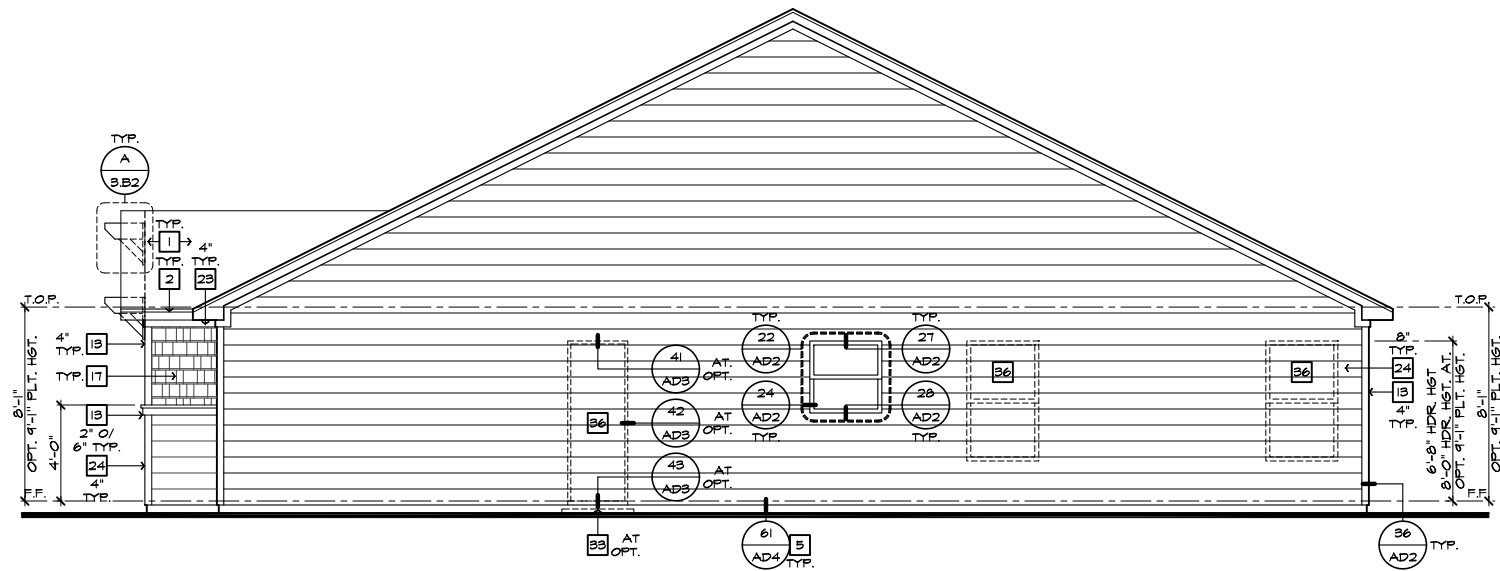 TYP.
A
3.B2
TYP.
1
4"
TYP.
TYP.
2
23
T.O.P.
T.O.P.
4"
TYP.
13
TYP.
17
13
2" O/
6" TYP.
24
4"
TYP.
8'-1"
OPT. 9'-1" PLT. HGT.
4'-0"
F.F.
36
41
AD3
AT
OPT.
42
AD3
AT
OPT.
43
AD3
AT
OPT.
33
AT
OPT.
TYP.
22
AD2
24
AD2
TYP.
TYP.
27
AD2
28
AD2
TYP.
61
AD4
5
TYP.
36
36
8"
TYP.
24
13
4"
TYP.
6'-8" HDR. HGT
8'-0" HDR. HGT. AT.
OPT. 9'-1" PLT. HGT.
8'-1"
OPT. 9'-1" PLT. HGT.
F.F.
36
AD2
TYP.